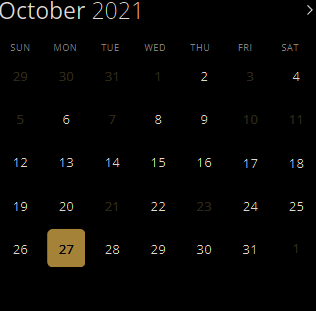 October 2021 >
SUN MON TUE WED THU FRI SAT
29 30 31 1 2 3 4
5 6 7 8 9 10 11
12 13 14 15 16 17 18
19 20 21 22 23 24 25
26 27 28 29 30 31 1